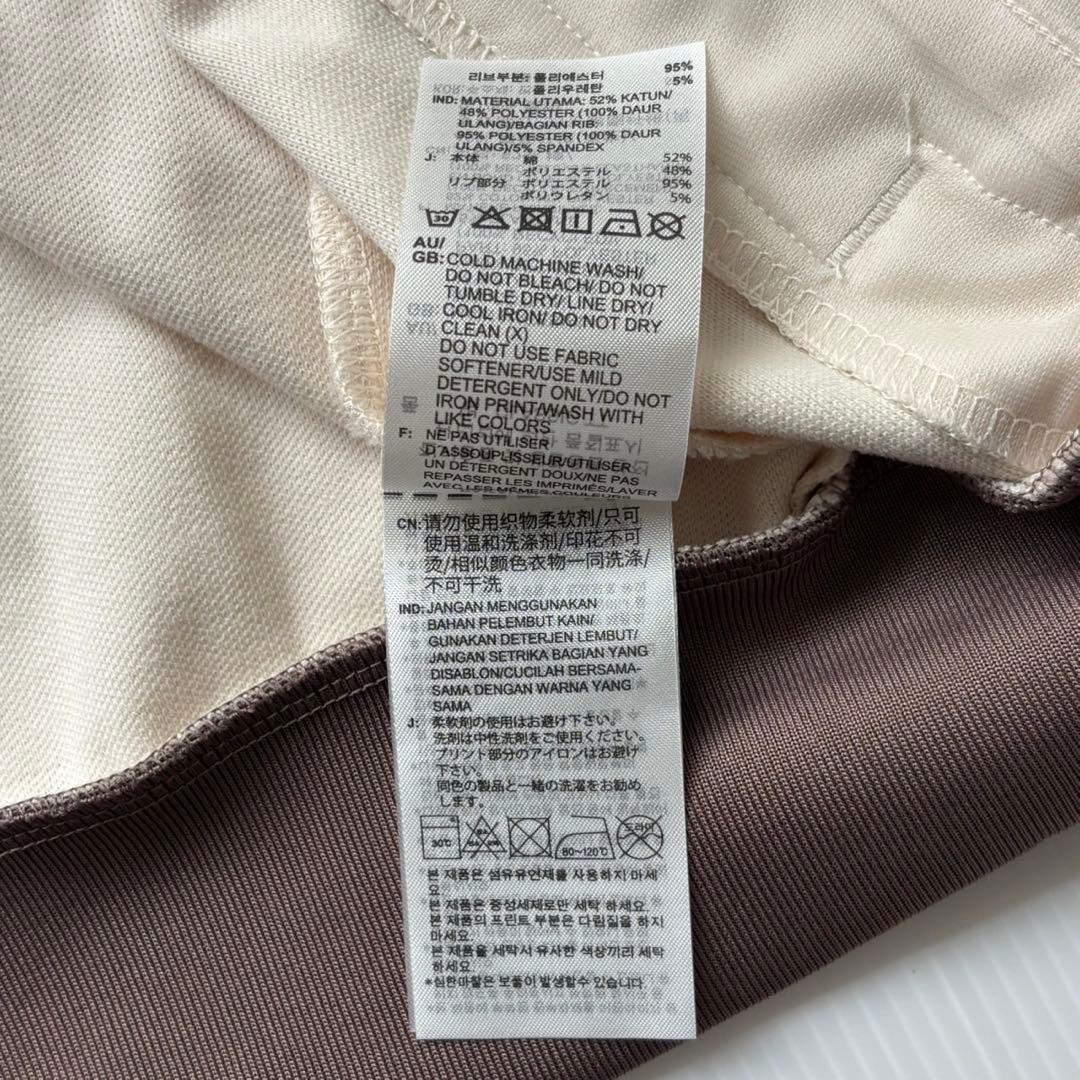 리브부분: 폴리에스터 95%
폴리우레탄 5%
IND: MATERIAL UTAMA: 52% KATUN/
48% POLYESTER (100% DAUR
ULANG)/BAGIAN RIB:
95% POLYESTER (100% DAUR
ULANG)/5% SPANDEX
J: 本体 綿 52%
ポリエステル 48%
リブ部分 ポリエステル 95%
ポリウレタン 5%
30
AU/
GB: COLD MACHINE WASH/
DO NOT BLEACH/ DO NOT
TUMBLE DRY/ LINE DRY/
COOL IRON/ DO NOT DRY
CLEAN (X)
DO NOT USE FABRIC
SOFTENER/USE MILD
DETERGENT ONLY/DO NOT
IRON PRINT/WASH WITH
LIKE COLORS
F: NE PAS UTILISER
D'ASSOUPLISSEUR/UTILISER
UN DÉTERGENT DOUX/NE PAS
REPASSER LES IMPRIMÉS/LAVER
AVEC LES MÊMES COULEURS
CN: 请勿使用织物柔软剂/只可
使用温和洗涤剂/印花不可
烫/相似颜色衣物一同洗涤/
不可干洗
IND: JANGAN MENGGUNAKAN
BAHAN PELEMBUT KAIN/
GUNAKAN DETERJEN LEMBUT/
JANGAN SETRIKA BAGIAN YANG
DISABLON/CUCILAH BERSAMA-
SAMA DENGAN WARNA YANG
SAMA
J: 柔軟剤の使用はお避け下さい。
洗剤は中性洗剤をご使用ください。
プリント部分のアイロンはお避け
下さい。
同色の製品と一緒の洗濯をお勧め
します。
30℃ 80~120℃ 드라이
본 제품은 섬유유연재를 사용하지 마세
요
본 제품은 중성세제로만 세탁 하세요
본 제품의 프린트 부분은 다림질을 하지
마세요
본 제품을 세탁시 유사한 색상끼리 세탁
하세요.
*심한마찰은 보풀이 발생할수 있습니다